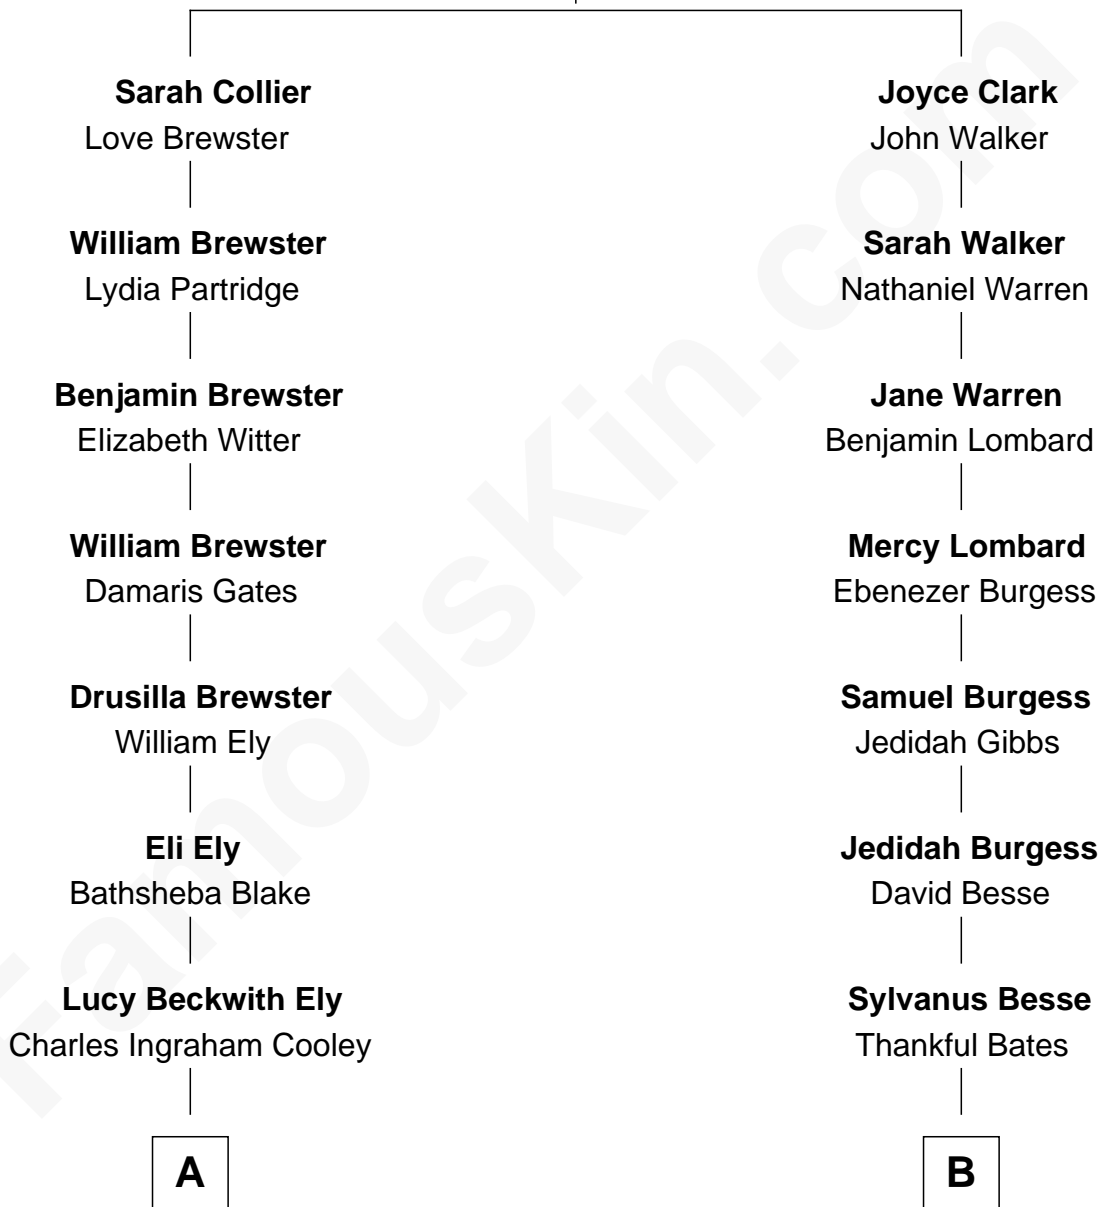 Sarah Collier
Love Brewster
William Brewster
Lydia Partridge
Benjamin Brewster
Elizabeth Witter
William Brewster
Damaris Gates
Drusilla Brewster
William Ely
Eli Ely
Bathsheba Blake
Lucy Beckwith Ely
Charles Ingraham Cooley
A
Joyce Clark
John Walker
Sarah Walker
Nathaniel Warren
Jane Warren
Benjamin Lombard
Mercy Lombard
Ebenezer Burgess
Samuel Burgess
Jedidah Gibbs
Jedidah Burgess
David Besse
Sylvanus Besse
Thankful Bates
B
FamousKin.com